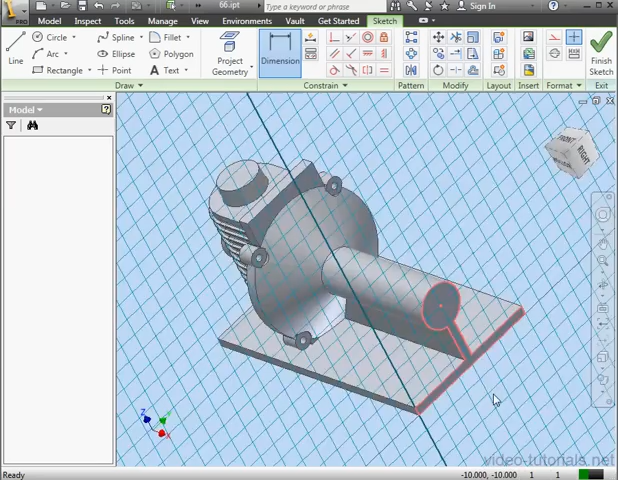 66.ipt
Type a keyword or phrase
Sign In
PRO
Home Inspect Tools Manage View Environments Vault Get Started Sketch
Line
Circle
Arc
Rectangle
Spline
Ellipse
Point
Fillet
Polygon
Text
Project Geometry
Dimension
Finish Sketch
Draw Constrain Pattern Modify Layout Insert Format Exit
Model
FRONT
RIGHT
Z
Y
X
video-tutorials.net
Ready
-10.000, -10.000 1 1